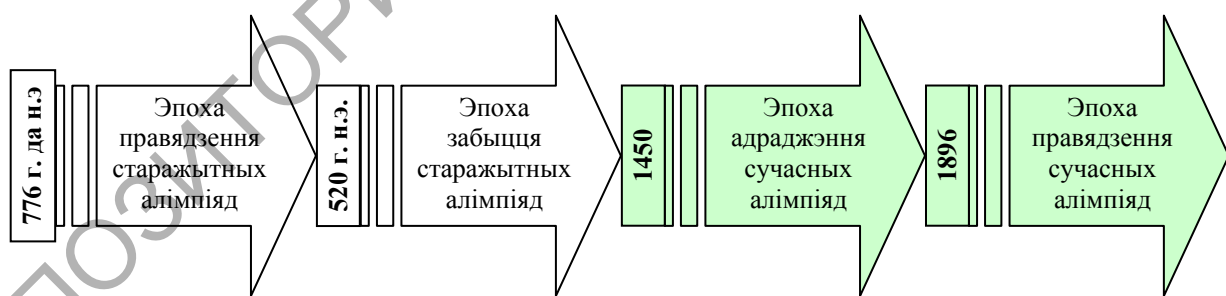 776 г. да н.э
Эпоха
правядзення
старажытных
алімпіяд
520 г. н.э.
Эпоха
забыцця
старажытных
алімпіяд
1450
Эпоха
адраджэння
сучасных
алімпіяд
1896
Эпоха
правядзення
сучасных
алімпіяд
ПОЗИТОРИ